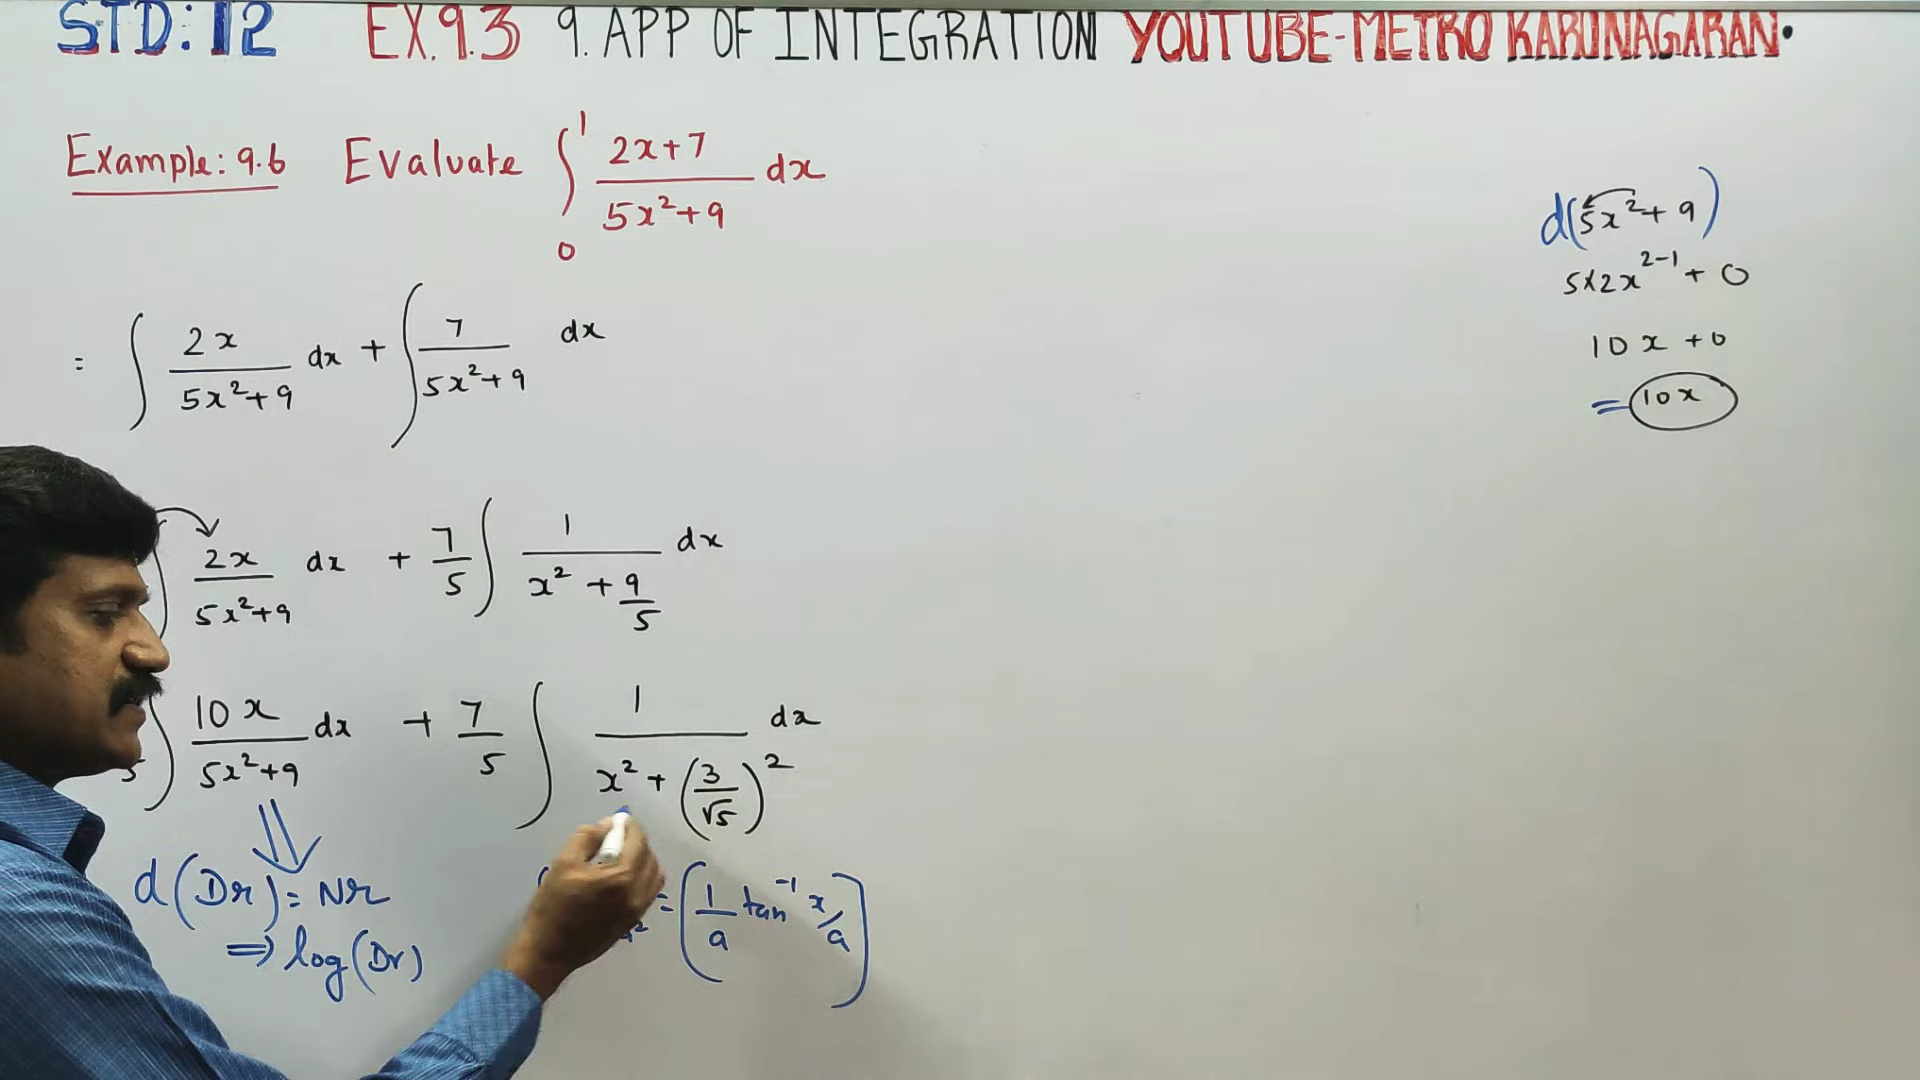 STD: 12 EX.9.3 9. APP OF INTEGRATION YOUTUBE-METRO KARUNAGARAN.
Example: 9.6 Evaluate ∫₀¹ (2x+7)/(5x²+9) dx
= ∫ 2x/(5x²+9) dx + ∫ 7/(5x²+9) dx
∫ 2x/(5x²+9) dx + 7/5 ∫ 1/(x² + 9/5) dx
5 ∫ 10x/(5x²+9) dx + 7/5 ∫ 1/(x² + (3/√5)²) dx
d(Dr) = Nr
⇒ log(Dr)
a² = (1/a tan⁻¹ x/a)
d(5x²+9)
5×2x²⁻¹ + 0
10x + 0
= 10x